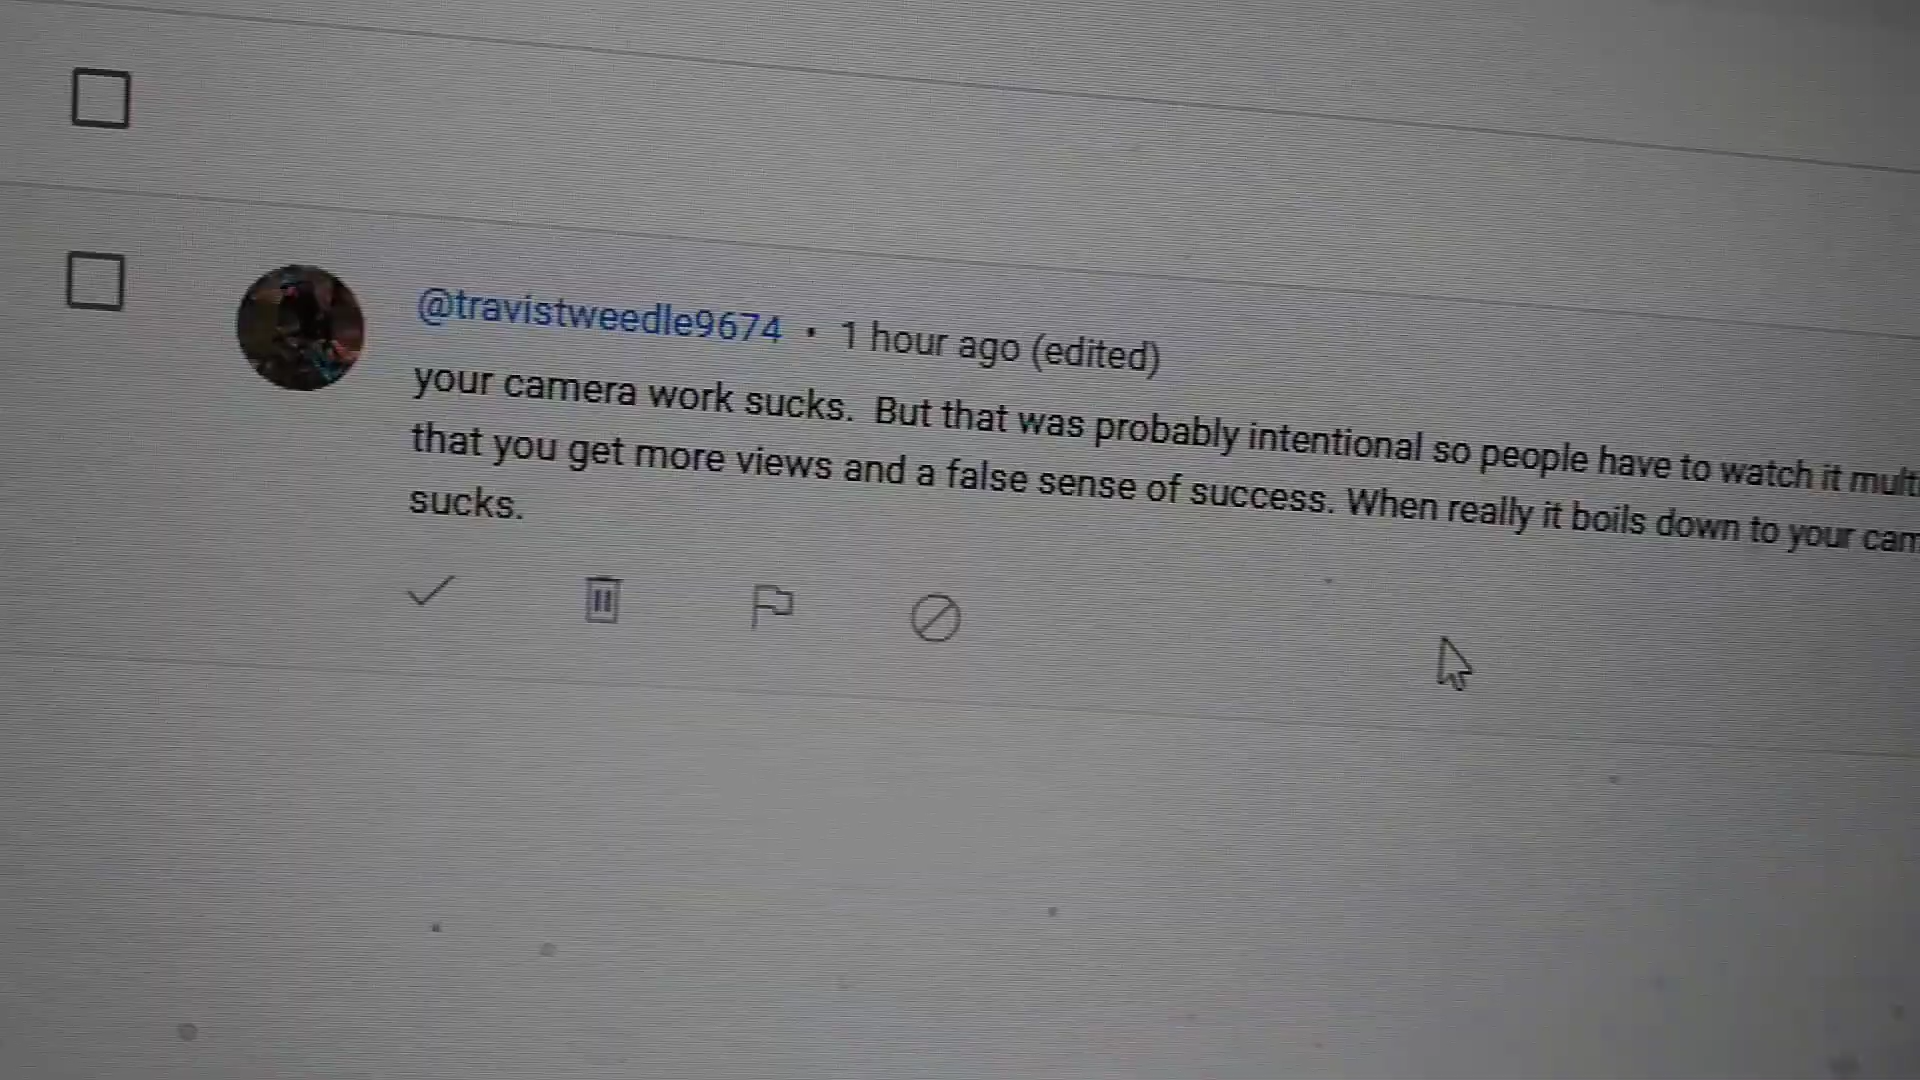 @travistweedle9674 • 1 hour ago (edited)
your camera work sucks. But that was probably intentional so people have to watch it
that you get more views and a false sense of success. When really it boils down to your
sucks.